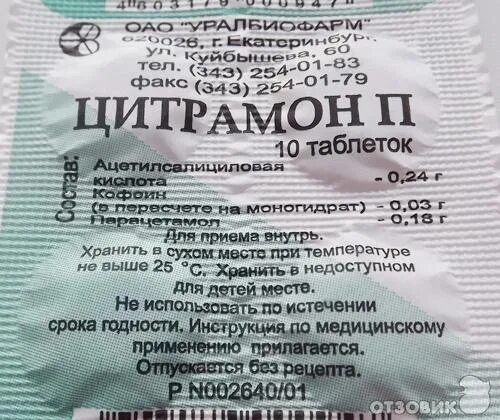 4 603179 000947
ОАО "УРАЛБИОФАРМ"
620026, г. Екатеринбург,
ул. Куйбышева, 60
тел. (343) 254-01-83
факс (343) 254-01-79
ЦИТРАМОН П
10 таблеток
Состав:
Ацетилсалициловая
кислота - 0,24 г
Кофеин
(в пересчете на моногидрат) - 0,03 г
Парацетамол - 0,18 г
Для приема внутрь.
Хранить в сухом месте при температуре
не выше 25 °С. Хранить в недоступном
для детей месте.
Не использовать по истечении
срока годности. Инструкция по медицинскому
применению прилагается.
Отпускается без рецепта.
Р N002640/01
ОТЗОВИК